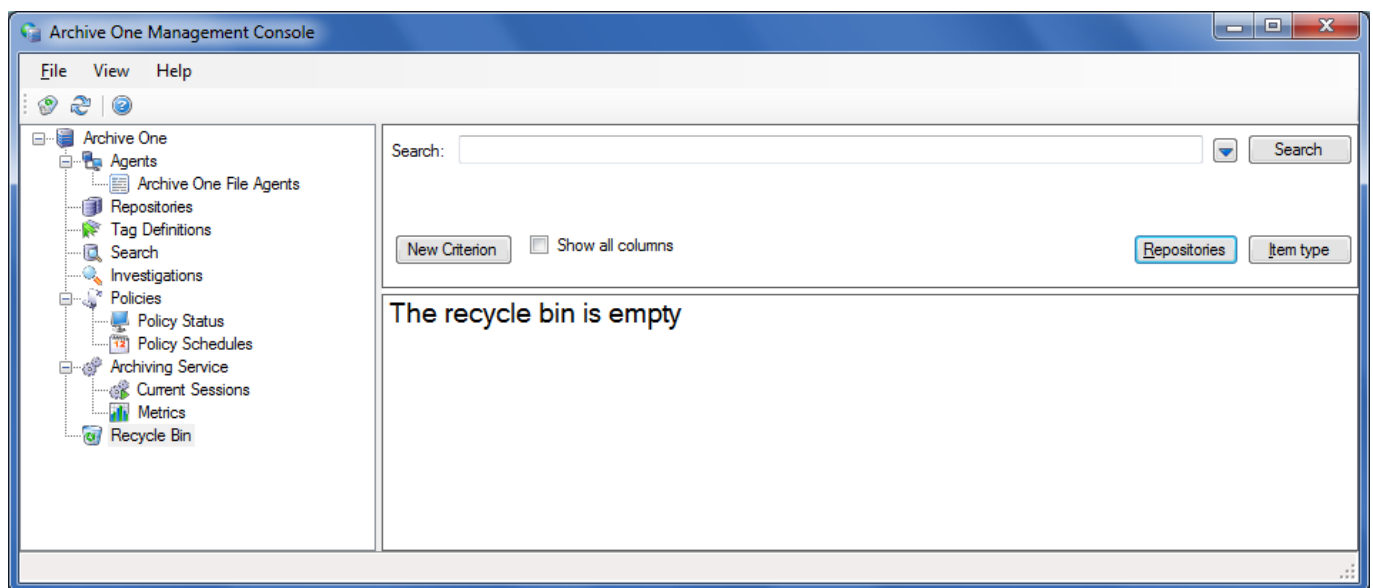 Archive One Management Console
File View Help
Archive One
Agents
Archive One File Agents
Repositories
Tag Definitions
Search
Investigations
Policies
Policy Status
12
Policy Schedules
Archiving Service
Current Sessions
Metrics
Recycle Bin
Search:
Search
New Criterion
Show all columns
Repositories
Item type
The recycle bin is empty